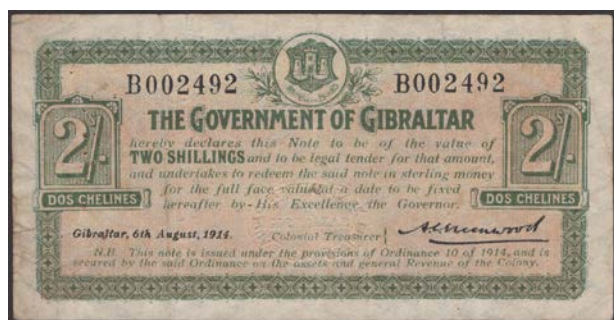 B002492 B002492
THE GOVERNMENT OF GIBRALTAR
2/- 2/-
hereby declares this Note to be of the value of
TWO SHILLINGS and to be legal tender for that amount,
and undertakes to redeem the said note in sterling money
for the full face value at a date to be fixed
hereafter by His Excellence the Governor.
DOS CHELINES DOS CHELINES
Gibraltar, 6th August, 1914. Colonial Treasurer
N.B. This note is issued under the provisions of Ordinance 10 of 1914, and is
secured by the said Ordinance on the assets and general Revenue of the Colony.